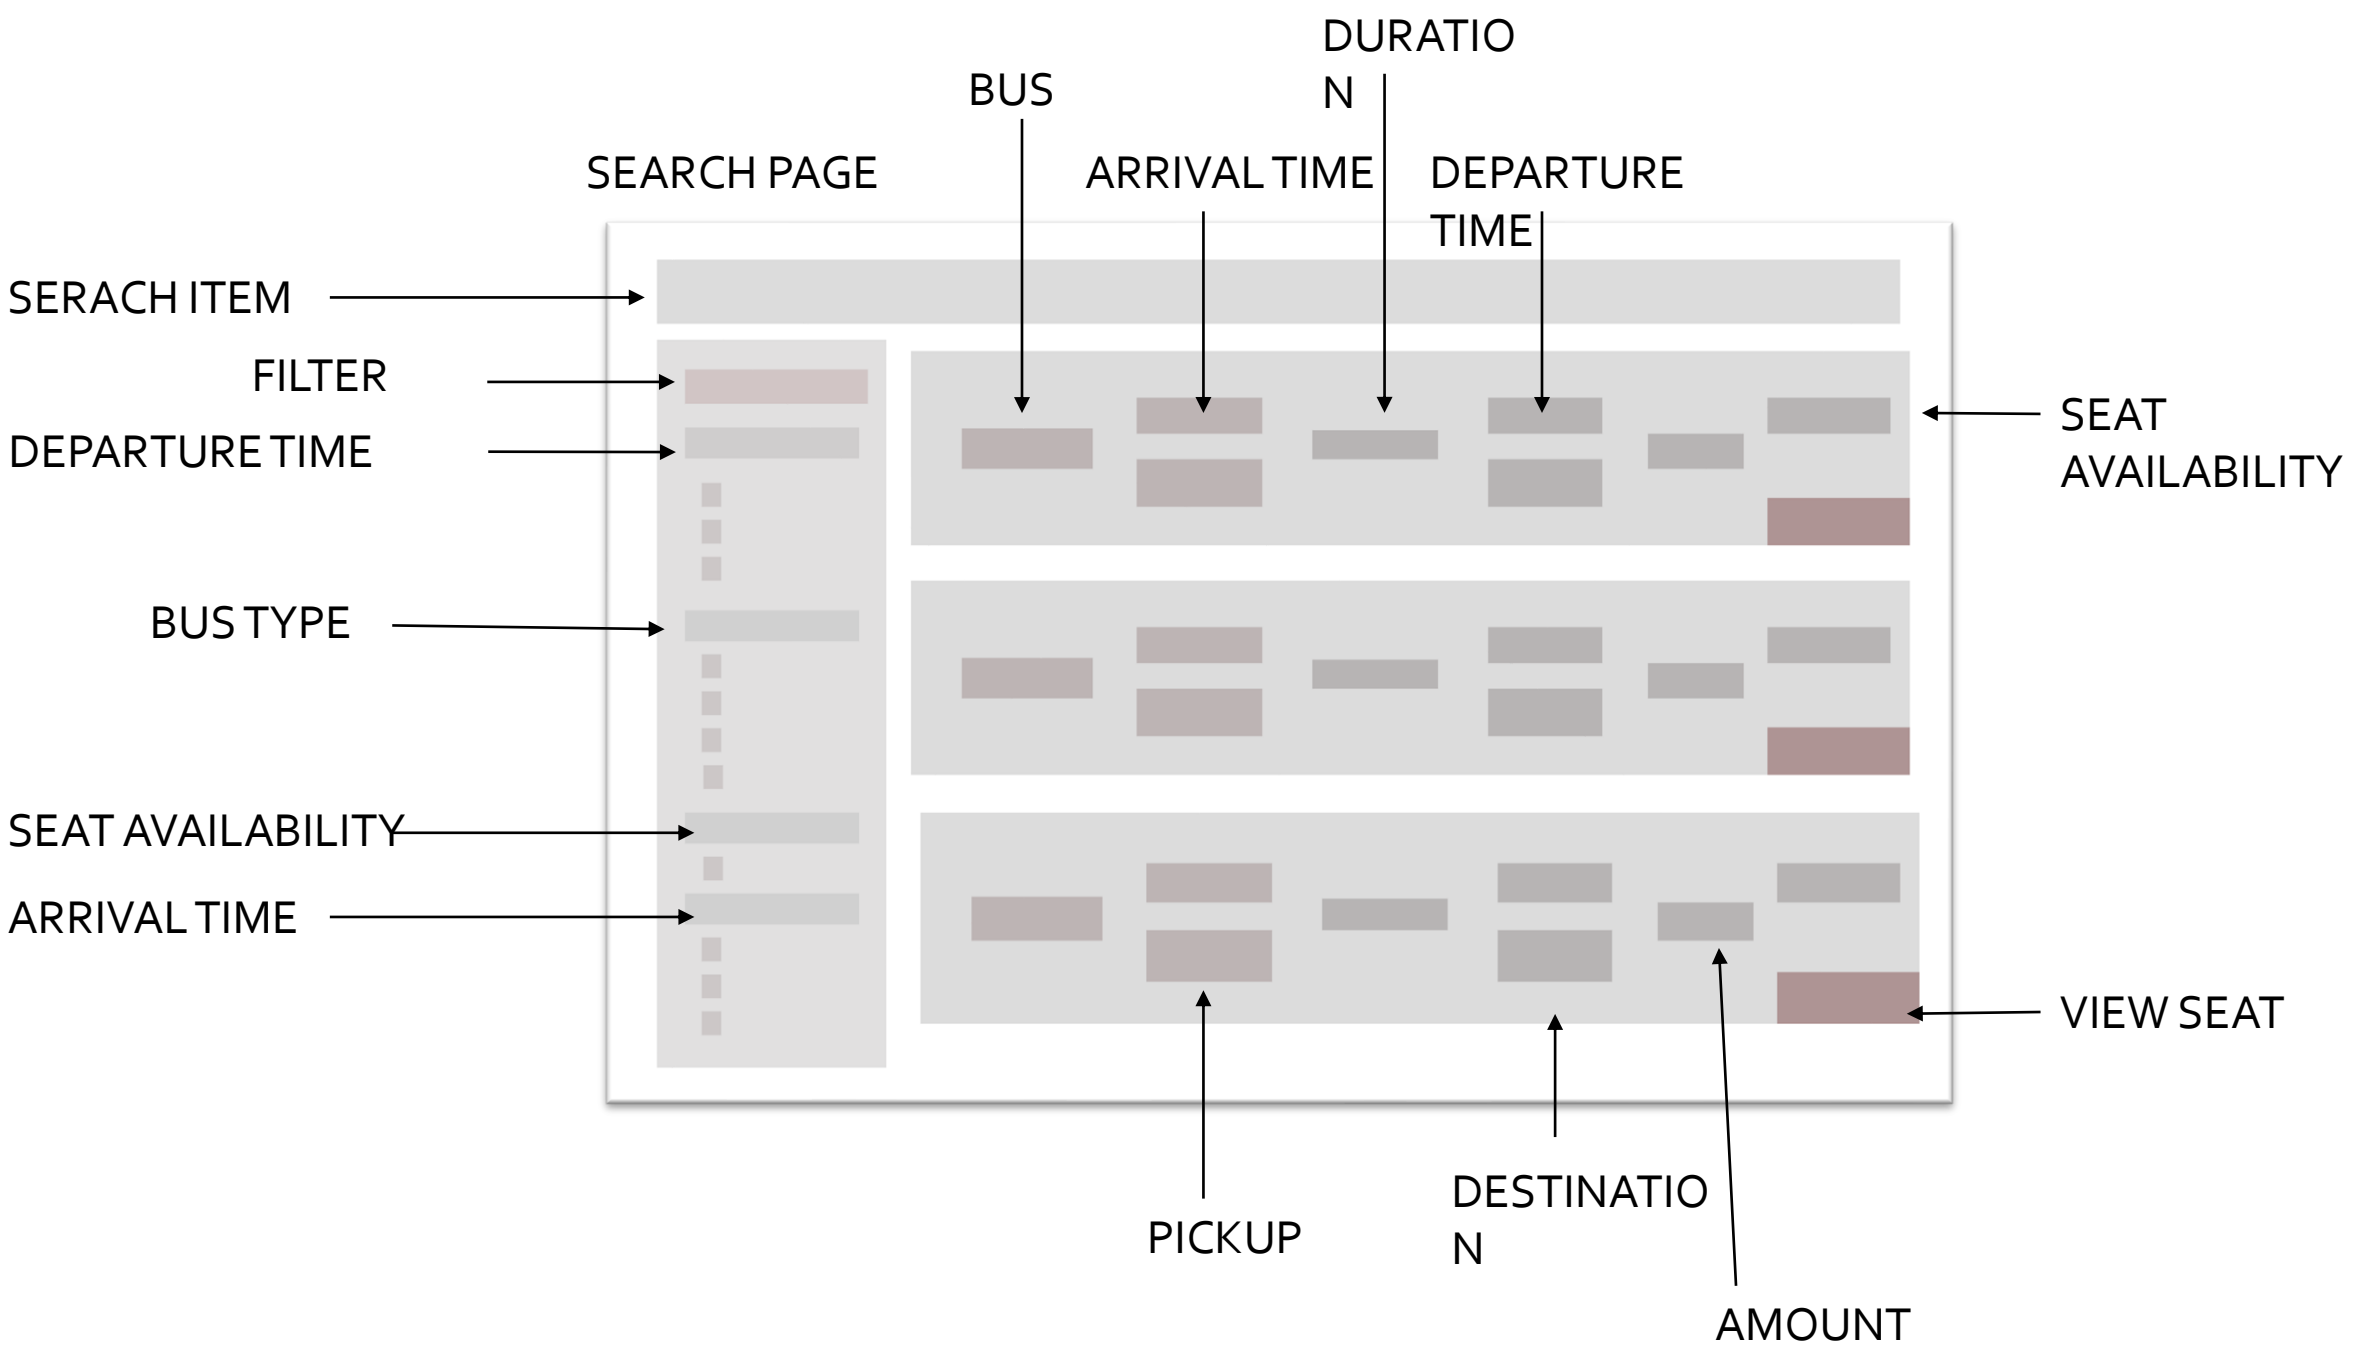 DURATIO
N
BUS
SEARCH PAGE
ARRIVAL TIME
DEPARTURE
TIME
SERACH ITEM
FILTER
DEPARTURE TIME
SEAT
AVAILABILITY
BUS TYPE
SEAT AVAILABILITY
ARRIVAL TIME
VIEW SEAT
PICKUP
DESTINATIO
N
AMOUNT